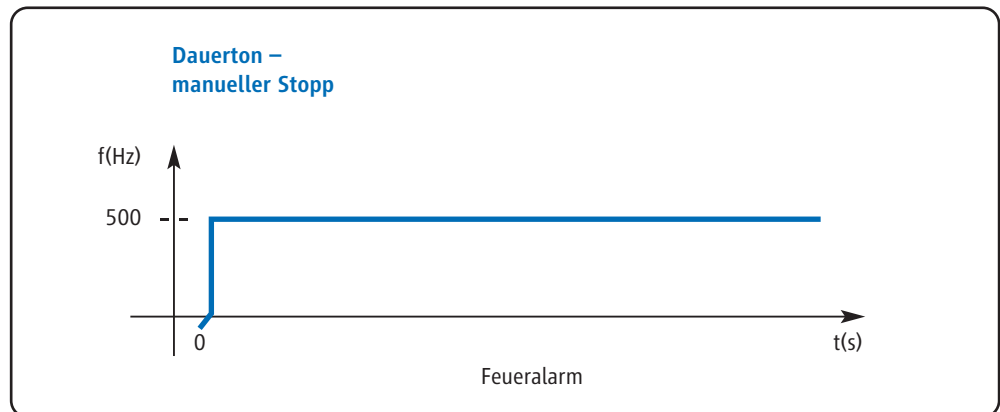 Dauerton –
manueller Stopp
f(Hz)
500
0
t(s)
Feueralarm